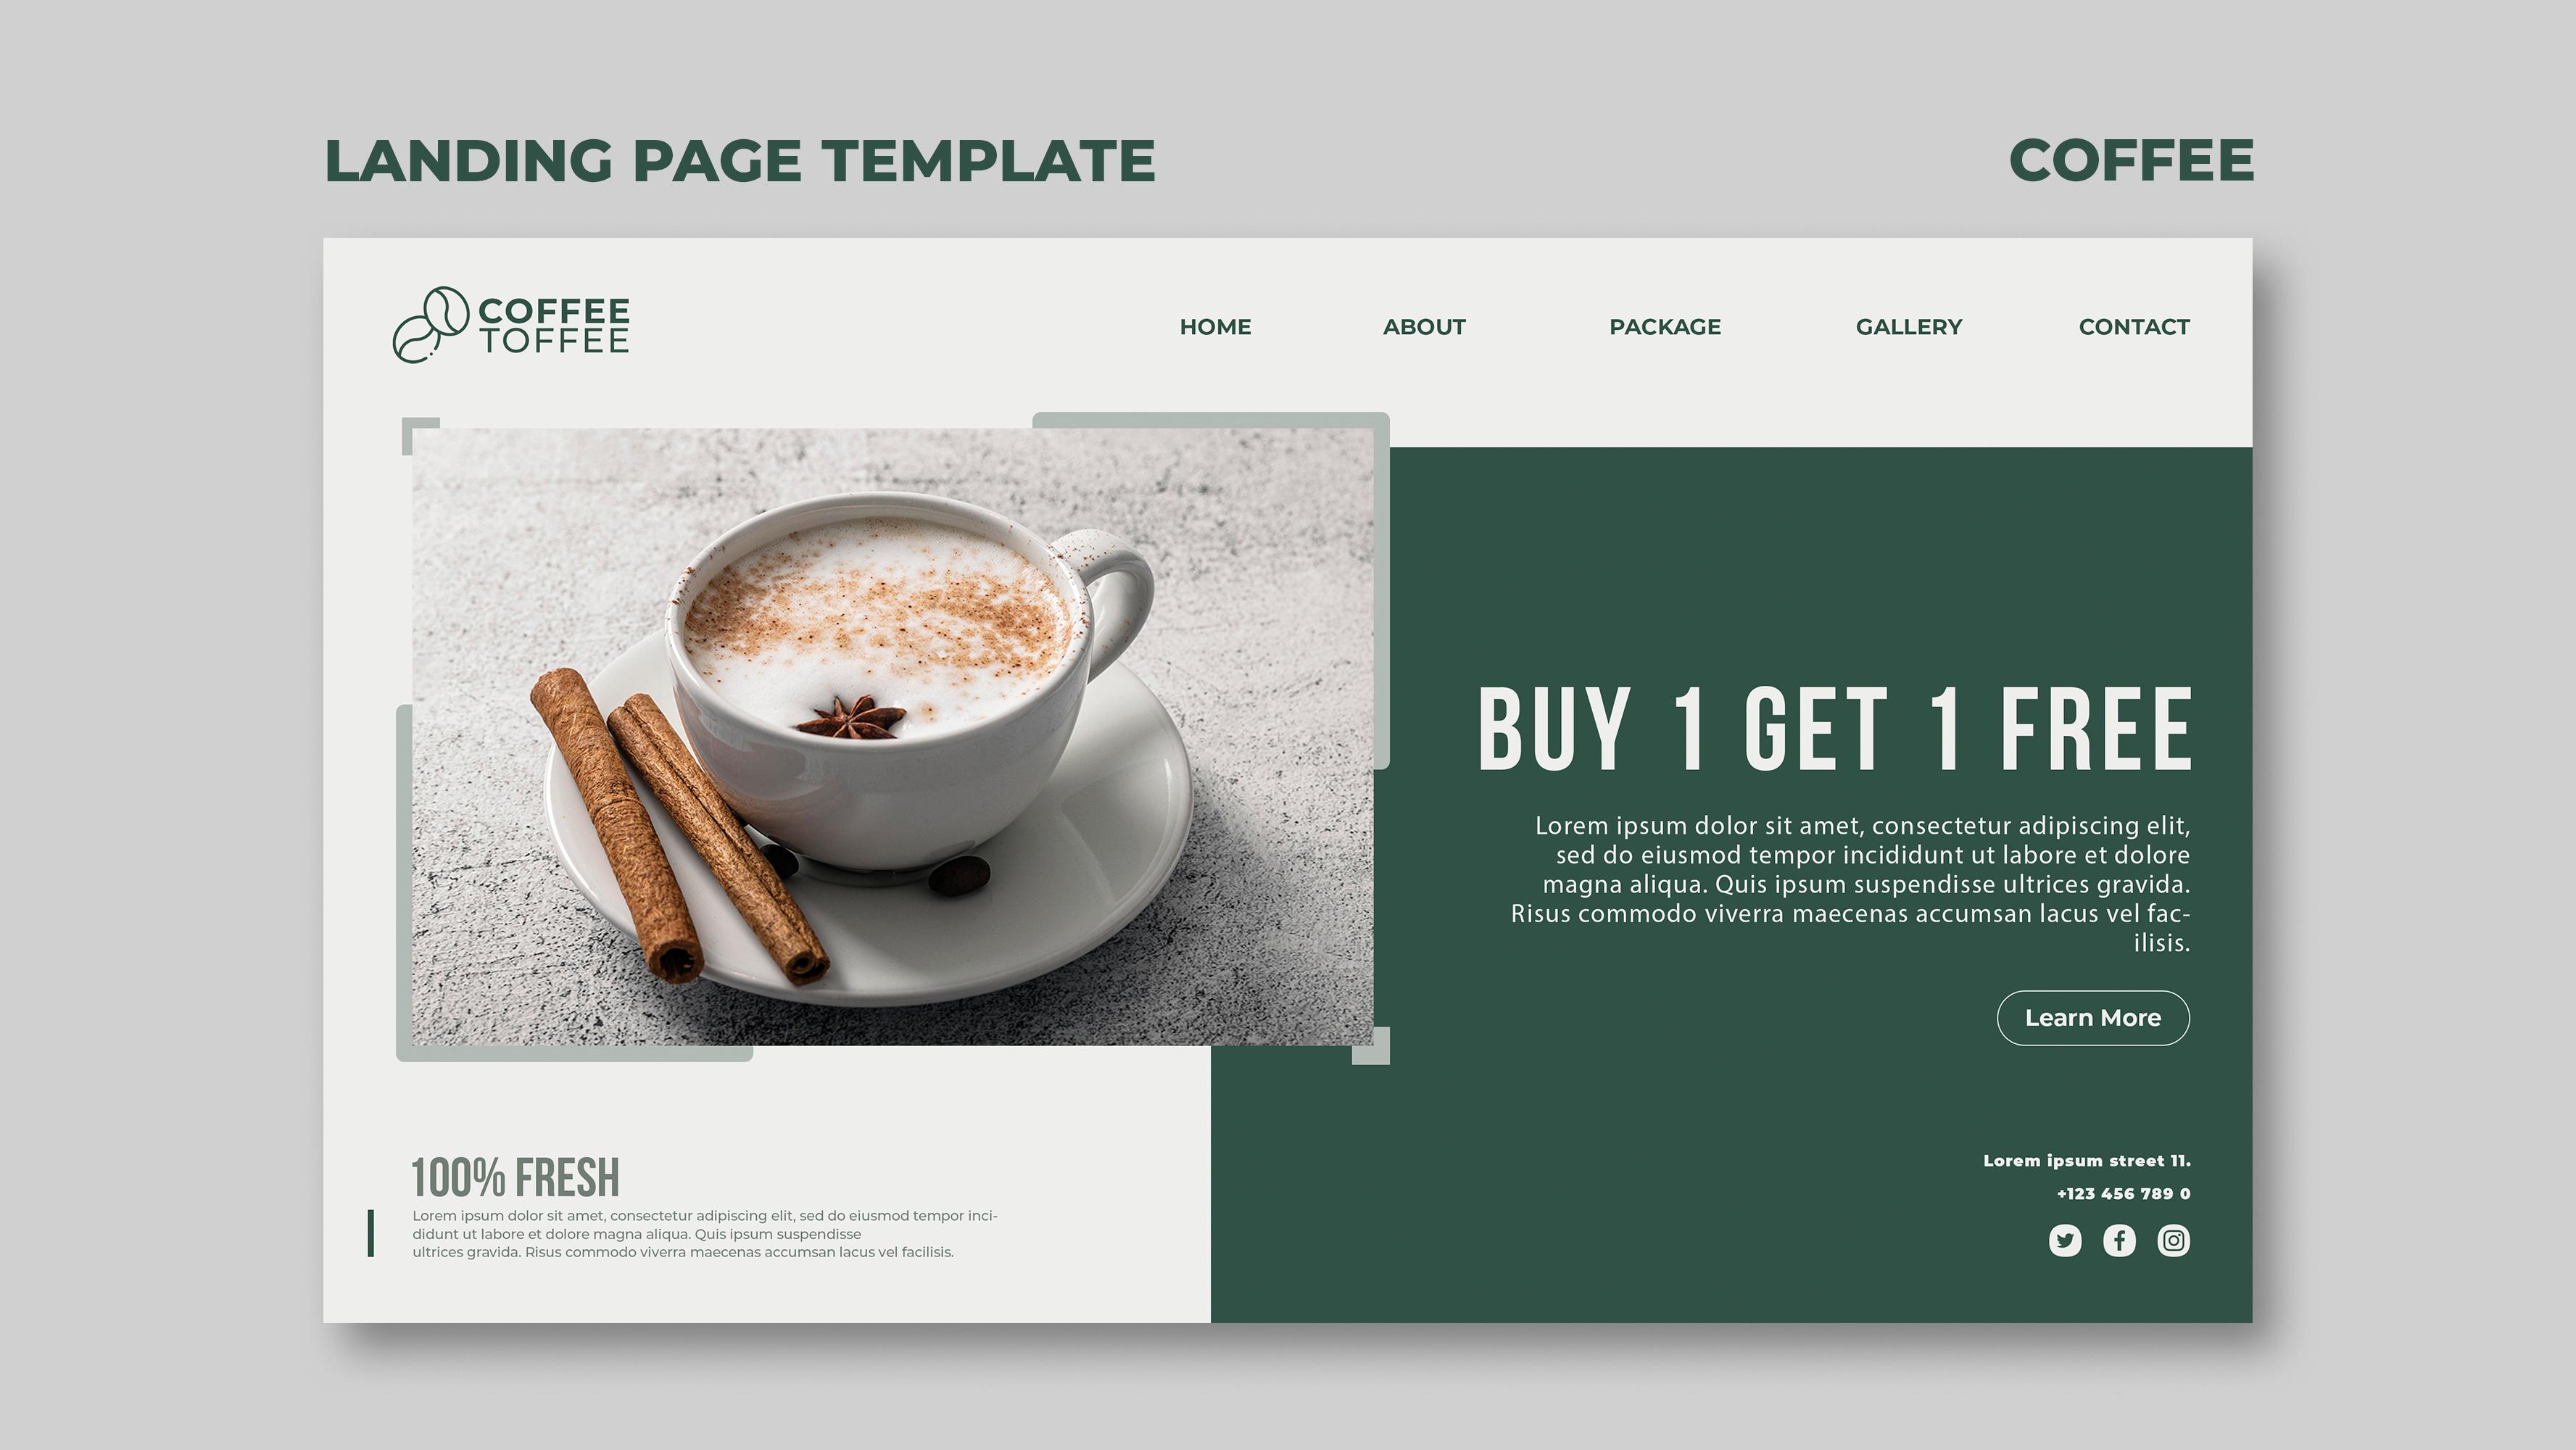 LANDING PAGE TEMPLATE
COFFEE
COFFEE
TOFFEE
HOME
ABOUT
PACKAGE
GALLERY
CONTACT
BUY 1 GET 1 FREE
Lorem ipsum dolor sit amet, consectetur adipiscing elit,
sed do eiusmod tempor incididunt ut labore et dolore
magna aliqua. Quis ipsum suspendisse ultrices gravida.
Risus commodo viverra maecenas accumsan lacus vel fac-
ilisis.
Learn More
100% FRESH
Lorem ipsum dolor sit amet, consectetur adipiscing elit, sed do eiusmod tempor inci-
didunt ut labore et dolore magna aliqua. Quis ipsum suspendisse
ultrices gravida. Risus commodo viverra maecenas accumsan lacus vel facilisis.
Lorem ipsum street 11.
+123 456 789 0